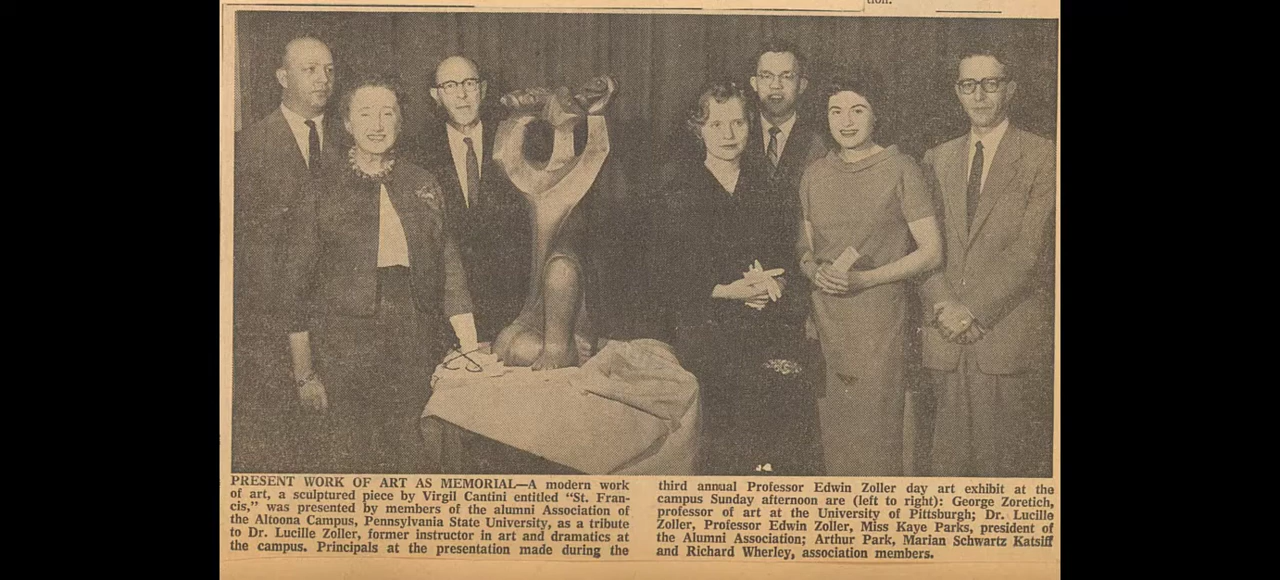 tion.
PRESENT WORK OF ART AS MEMORIAL—A modern work
of art, a sculptured piece by Virgil Cantini entitled “St. Fran-
cis,” was presented by members of the alumni Association of
the Altoona Campus, Pennsylvania State University, as a tribute
to Dr. Lucille Zoller, former instructor in art and dramatics at
the campus. Principals at the presentation made during the
third annual Professor Edwin Zoller day art exhibit at the
campus Sunday afternoon are (left to right): George Zoretich,
professor of art at the University of Pittsburgh; Dr. Lucille
Zoller, Professor Edwin Zoller, Miss Kaye Parks, president of
the Alumni Association; Arthur Park, Marian Schwartz Katsiff
and Richard Wherley, association members.